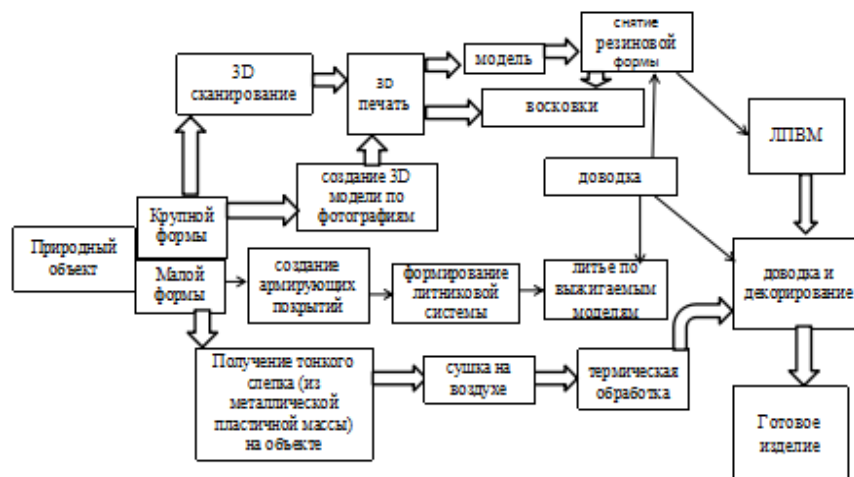 3D
сканирование
3D
печать
модель
снятие
резиновой
формы
восковки
ЛПВМ
создание 3D
модели по
фотографиям
доводка
Природный
объект
Крупной
формы
Малой
формы
создание
армирующих
покрытий
формирование
литниковой
системы
литье по
выжигаемым
моделям
доводка и
декорирование
Получение тонкого
слепка (из
металлической
пластичной массы)
на объекте
сушка на
воздухе
термическая
обработка
Готовое
изделие